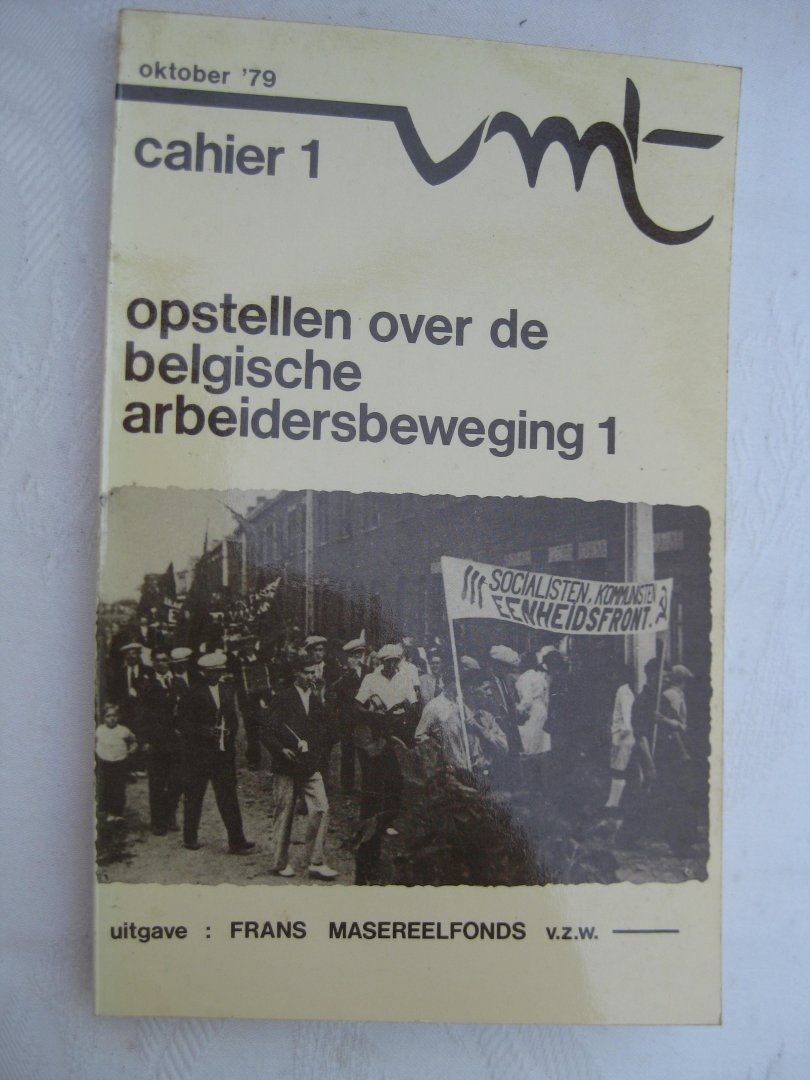 oktober '79
vmt
cahier 1
opstellen over de
belgische
arbeidersbeweging 1
SOCIALISTEN, KOMMUNISTEN
EENHEIDSFRONT.
uitgave : FRANS MASEREELFONDS v.z.w.